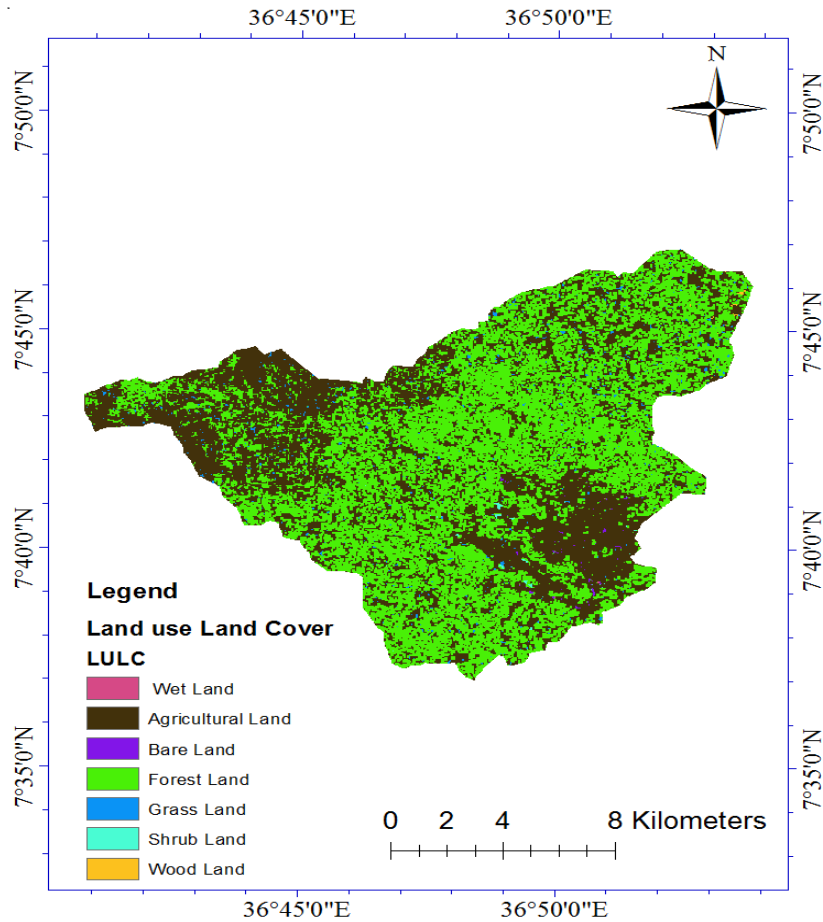 36°45'0"E 36°50'0"E
N
7°50'0"N 7°50'0"N
7°45'0"N 7°45'0"N
7°40'0"N 7°40'0"N
Legend
Land use Land Cover
LULC
Wet Land
Agricultural Land
Bare Land
Forest Land
Grass Land
Shrub Land
Wood Land
7°35'0"N 7°35'0"N
0 2 4 8 Kilometers
36°45'0"E 36°50'0"E